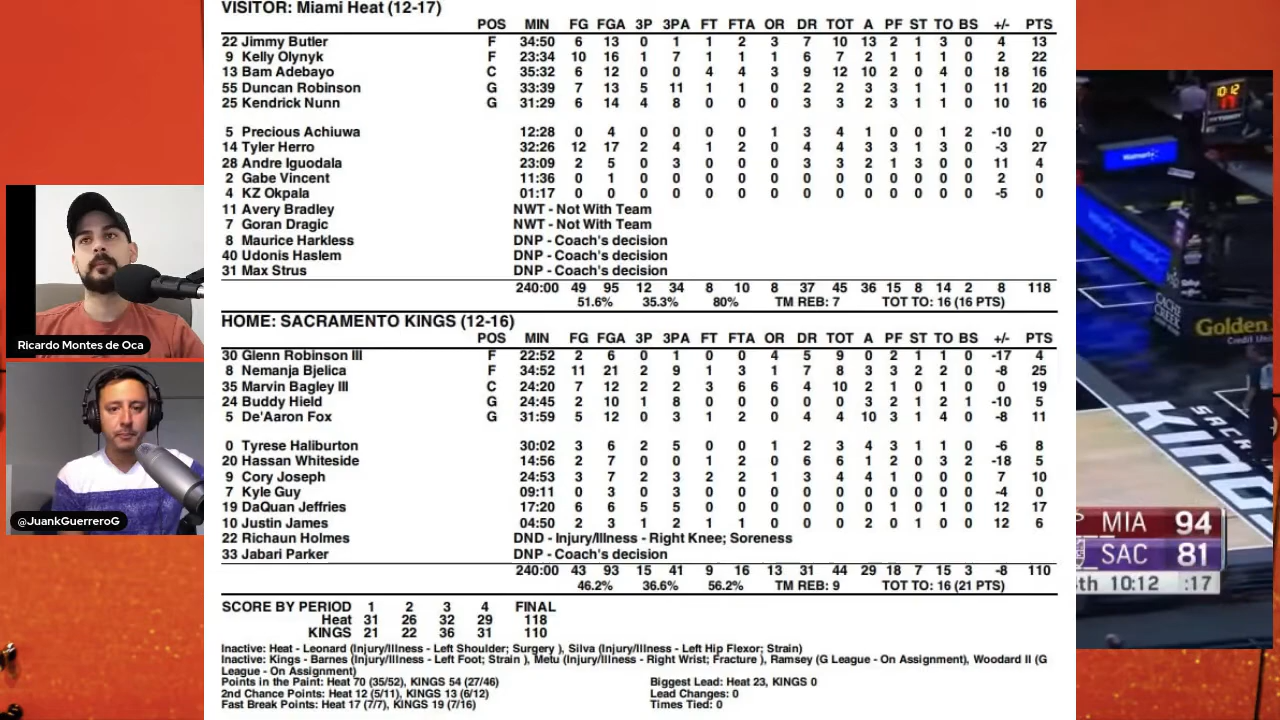 VISITOR: Miami Heat (12-17)
POS MIN FG FGA 3P 3PA FT FTA OR DR TOT A PF ST TO BS +/- PTS
22 Jimmy Butler F 34:50 6 13 0 1 1 2 3 7 10 13 2 1 3 0 4 13
9 Kelly Olynyk F 23:34 10 16 1 7 1 1 1 6 7 2 1 1 1 0 2 22
13 Bam Adebayo C 35:32 6 12 0 0 4 4 3 9 12 10 2 0 4 0 18 16
55 Duncan Robinson G 33:39 7 13 5 11 1 1 0 2 2 3 3 1 1 0 11 20
25 Kendrick Nunn G 31:29 6 14 4 8 0 0 0 3 3 2 3 1 1 0 10 16
5 Precious Achiuwa 12:28 0 4 0 0 0 0 1 3 4 1 0 0 1 2 -10 0
14 Tyler Herro 32:26 12 17 2 4 1 2 0 4 4 3 3 1 3 0 -3 27
28 Andre Iguodala 23:09 2 5 0 3 0 0 0 3 3 2 1 3 0 0 11 4
2 Gabe Vincent 11:36 0 1 0 0 0 0 0 0 0 0 0 0 0 0 2 0
4 KZ Okpala 01:17 0 0 0 0 0 0 0 0 0 0 0 0 0 0 -5 0
11 Avery Bradley NWT - Not With Team
7 Goran Dragic NWT - Not With Team
8 Maurice Harkless DNP - Coach's decision
40 Udonis Haslem DNP - Coach's decision
31 Max Strus DNP - Coach's decision
240:00 49 95 12 34 8 10 8 37 45 36 15 8 14 2 8 118
51.6% 35.3% 80% TM REB: 7 TOT TO: 16 (16 PTS)
HOME: SACRAMENTO KINGS (12-16)
POS MIN FG FGA 3P 3PA FT FTA OR DR TOT A PF ST TO BS +/- PTS
30 Glenn Robinson III F 22:52 2 6 0 1 0 0 4 5 9 0 2 1 1 0 -17 4
8 Nemanja Bjelica F 34:52 11 21 2 9 1 3 1 7 8 3 3 2 2 0 -8 25
35 Marvin Bagley III C 24:20 7 12 2 2 3 6 6 4 10 2 1 0 1 0 0 19
24 Buddy Hield G 24:45 2 10 1 8 0 0 0 0 0 3 2 1 2 1 -10 5
5 De'Aaron Fox G 31:59 5 12 0 3 1 2 0 4 4 10 3 1 4 0 -8 11
0 Tyrese Haliburton 30:02 3 6 2 5 0 0 1 2 3 4 3 1 1 0 -6 8
20 Hassan Whiteside 14:56 2 7 0 0 1 2 0 6 6 1 2 0 3 2 -18 5
9 Cory Joseph 24:53 3 7 2 3 2 2 1 3 4 4 2 0 0 0 7 10
7 Kyle Guy 09:11 0 3 0 3 0 0 0 0 0 0 0 0 0 0 -4 0
19 DaQuan Jeffries 17:20 6 6 5 5 0 0 0 0 0 0 0 1 0 1 0 12 17
10 Justin James 04:50 2 3 1 2 1 1 0 0 0 2 0 1 0 0 12 6
22 Richaun Holmes DND - Injury/Illness - Right Knee; Soreness
33 Jabari Parker DNP - Coach's decision
240:00 43 93 15 41 9 16 13 31 44 29 18 7 15 3 -8 110
46.2% 36.6% 56.2% TM REB: 9 TOT TO: 16 (21 PTS)
SCORE BY PERIOD 1 2 3 4 FINAL
Heat 31 26 32 29 118
KINGS 21 22 36 31 110
Inactive: Heat - Leonard (Injury/Illness - Left Shoulder; Surgery ), Silva (Injury/Illness - Left Hip Flexor; Strain)
Inactive: Kings - Barnes (Injury/Illness - Left Foot; Strain ), Metu (Injury/Illness - Right Wrist; Fracture ), Ramsey (G League - On Assignment), Woodard II (G
League - On Assignment)
Points in the Paint: Heat 70 (35/52), KINGS 54 (27/46) Biggest Lead: Heat 23, KINGS 0
2nd Chance Points: Heat 12 (5/11), KINGS 13 (6/12) Lead Changes: 0
Fast Break Points: Heat 17 (7/7), KINGS 19 (7/16) Times Tied: 0
Ricardo Montes de Oca
@JuankGuerreroG
10:12
17
Walmart
CACHE CREEK
Golden
Credit Un
SACR
KINGS
MIA 94
SAC 81
th 10:12 :17